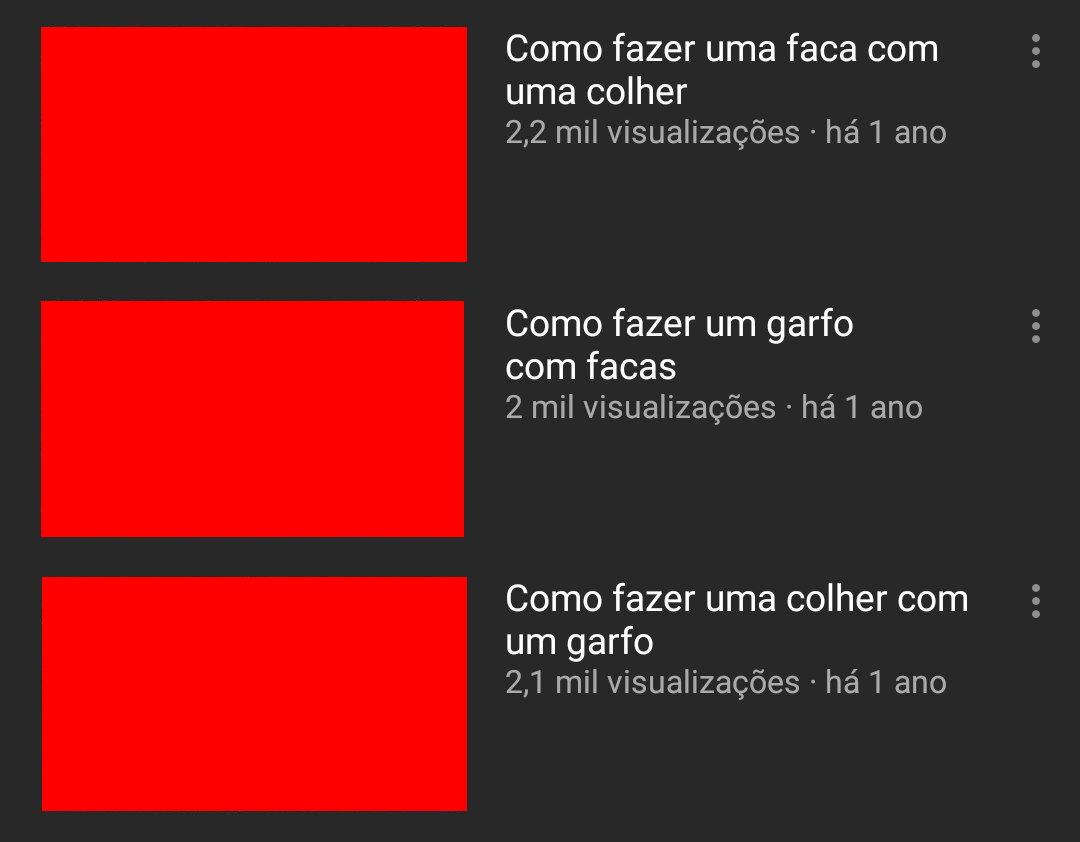 Como fazer uma faca com
uma colher
2,2 mil visualizações · há 1 ano
Como fazer um garfo
com facas
2 mil visualizações · há 1 ano
Como fazer uma colher com
um garfo
2,1 mil visualizações · há 1 ano